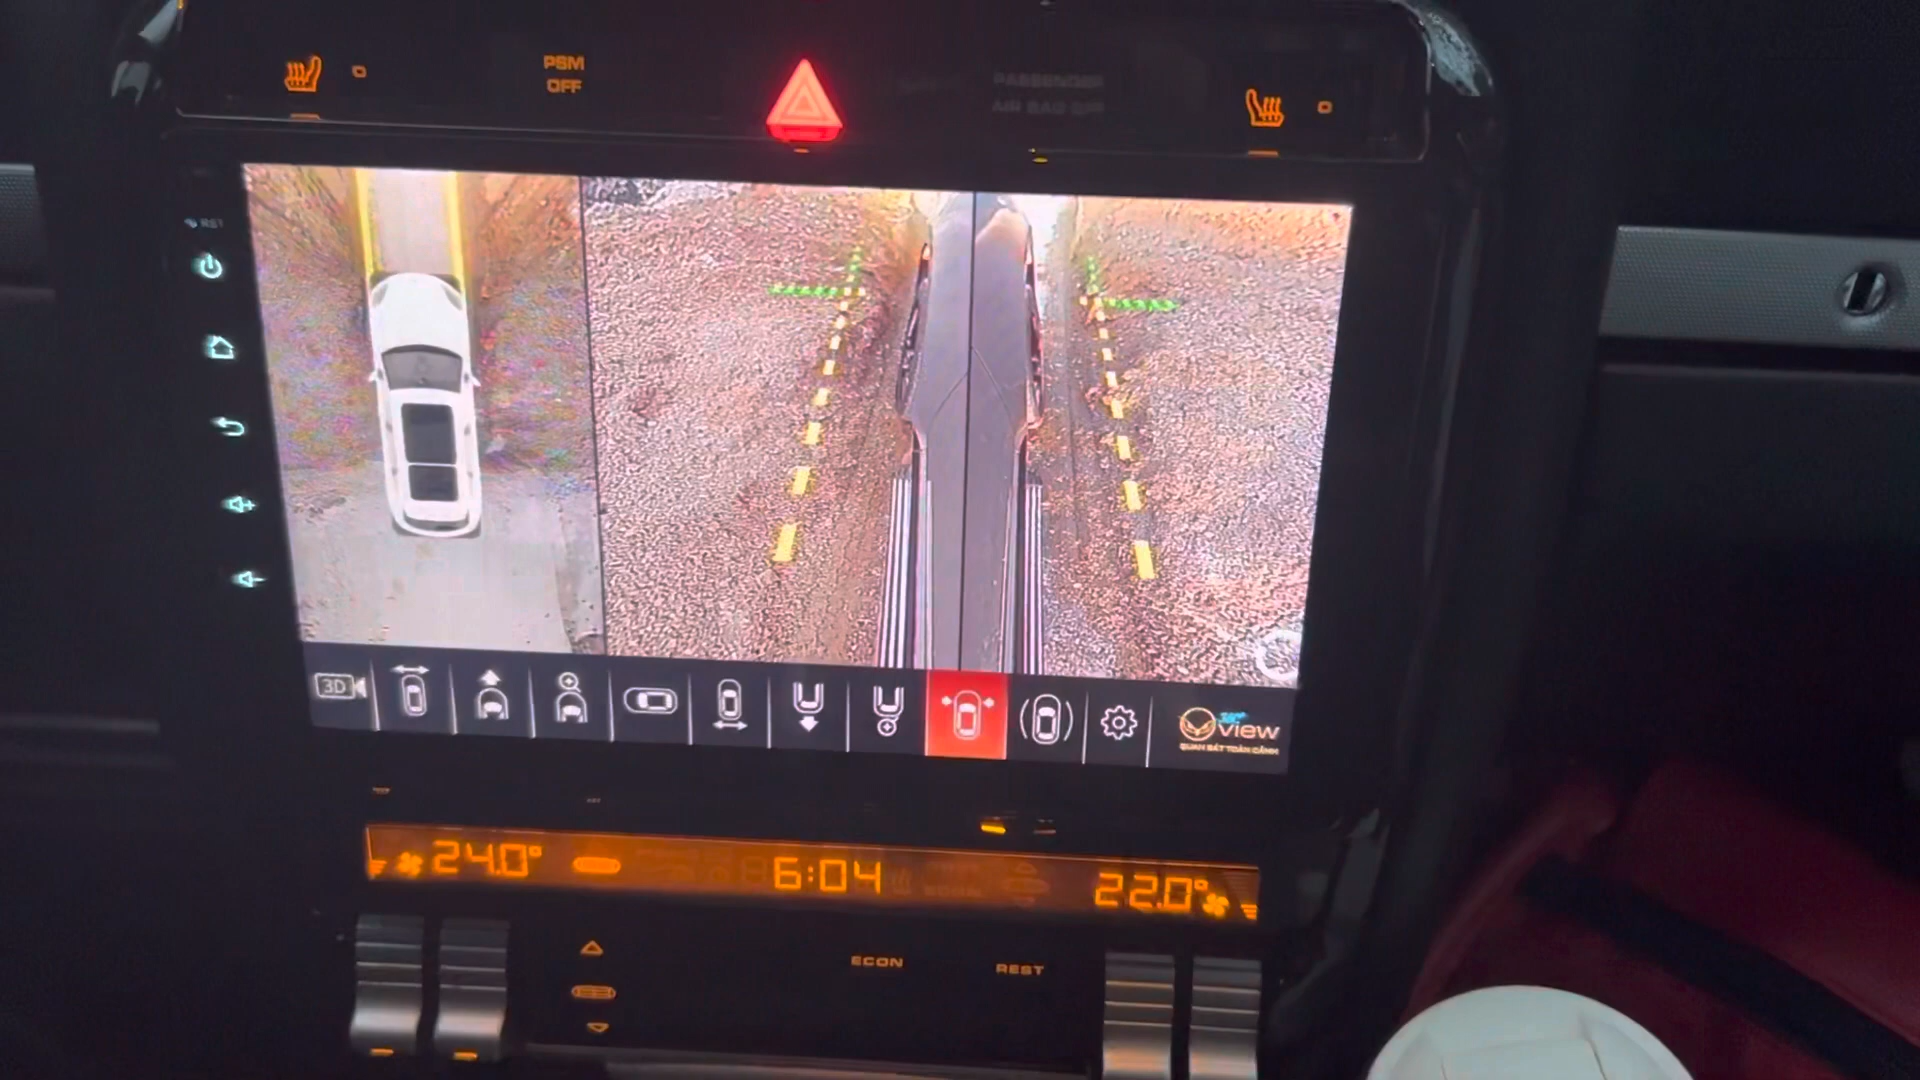 PSM
OFF
PASSENGER
AIR BAG OFF
RST
3D
360°
view
QUAN SÁT TOÀN CẢNH
24.0°
6:04
22.0°
ECON
REST